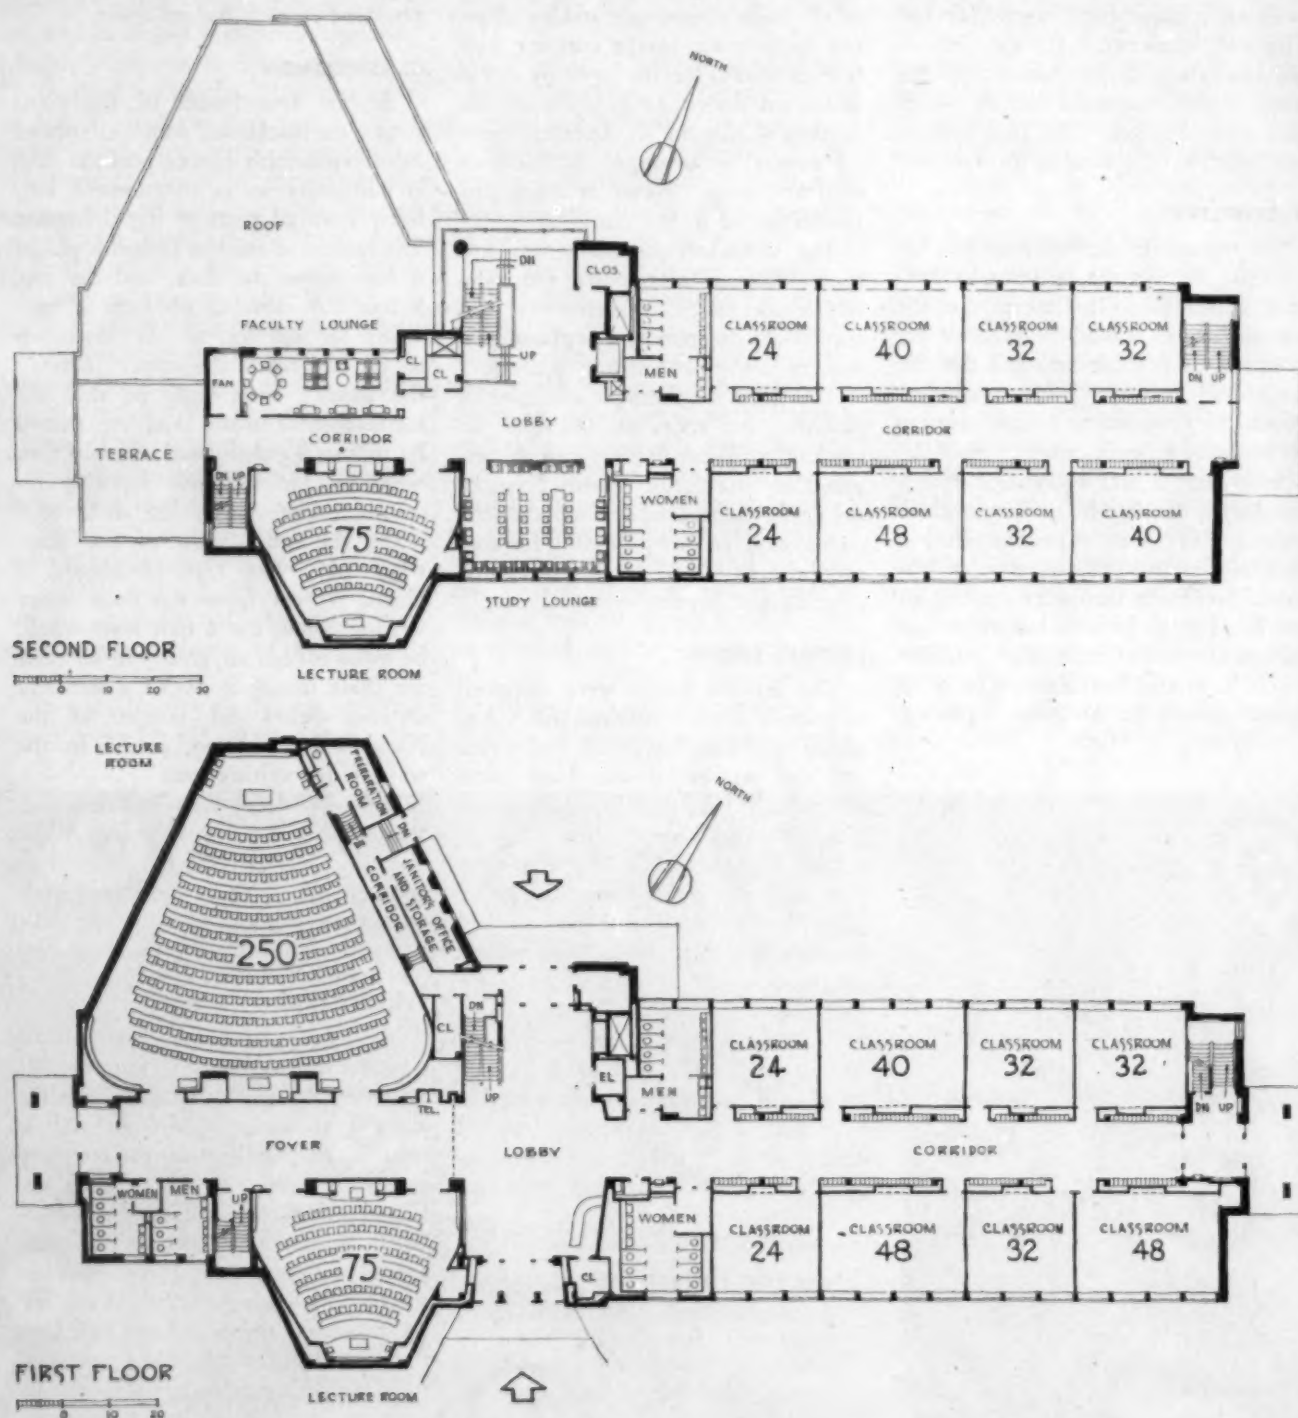 NORTH
ROOF
DN
CLOS.
FACULTY LOUNGE
CLASSROOM
24
CLASSROOM
40
CLASSROOM
32
CLASSROOM
32
UP
CL
CL
FAN
MEN
DN UP
LOBBY
CORRIDOR
CORRIDOR
TERRACE
DN UP
WOMEN
75
CLASSROOM
24
CLASSROOM
48
CLASSROOM
32
CLASSROOM
40
STUDY LOUNGE
SECOND FLOOR
0 10 20 30
LECTURE ROOM
LECTURE
ROOM
PREPARATION
ROOM
NORTH
DN
CORRIDOR
JANITOR'S OFFICE
AND STORAGE
250
DN
CL
CLASSROOM
24
CLASSROOM
40
CLASSROOM
32
CLASSROOM
32
EL
MEN
UP
TEL.
DN UP
FOYER
LOBBY
CORRIDOR
WOMEN
MEN
UP
WOMEN
CLASSROOM
24
CLASSROOM
48
CLASSROOM
32
CLASSROOM
48
75
CL
FIRST FLOOR
0 10 20
LECTURE ROOM